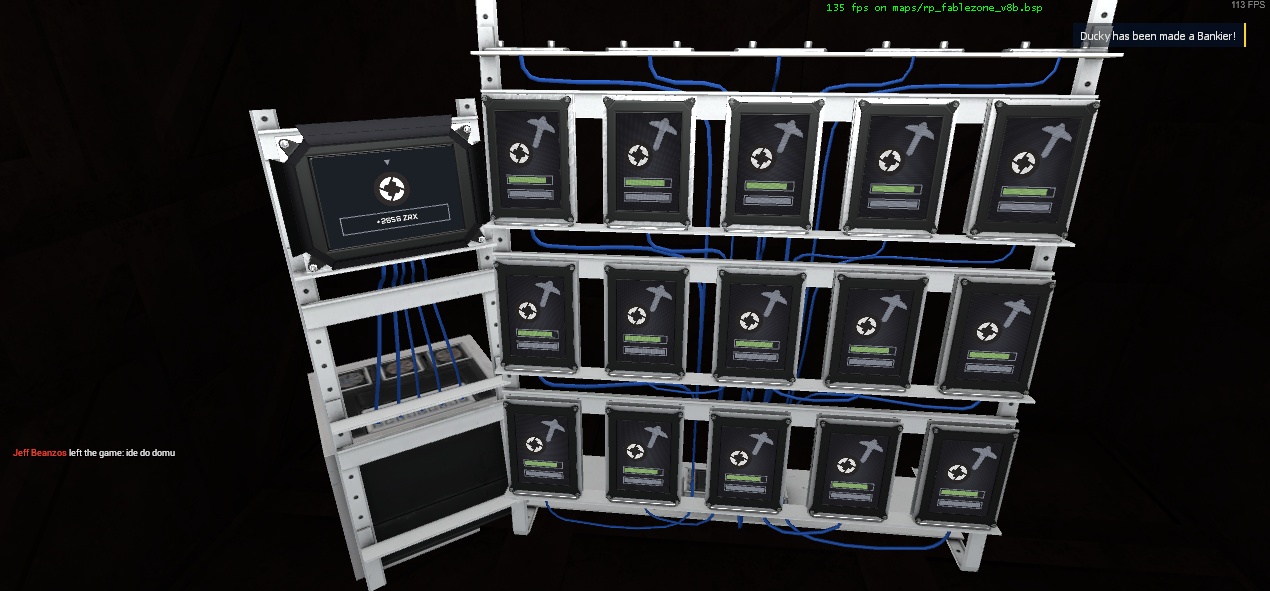 135 fps on maps/rp_fablezone_v8b.bsp
113 FPS
Ducky has been made a Bankier!
+2656 ZRX
Jeff Beanzos left the game: ide do domu